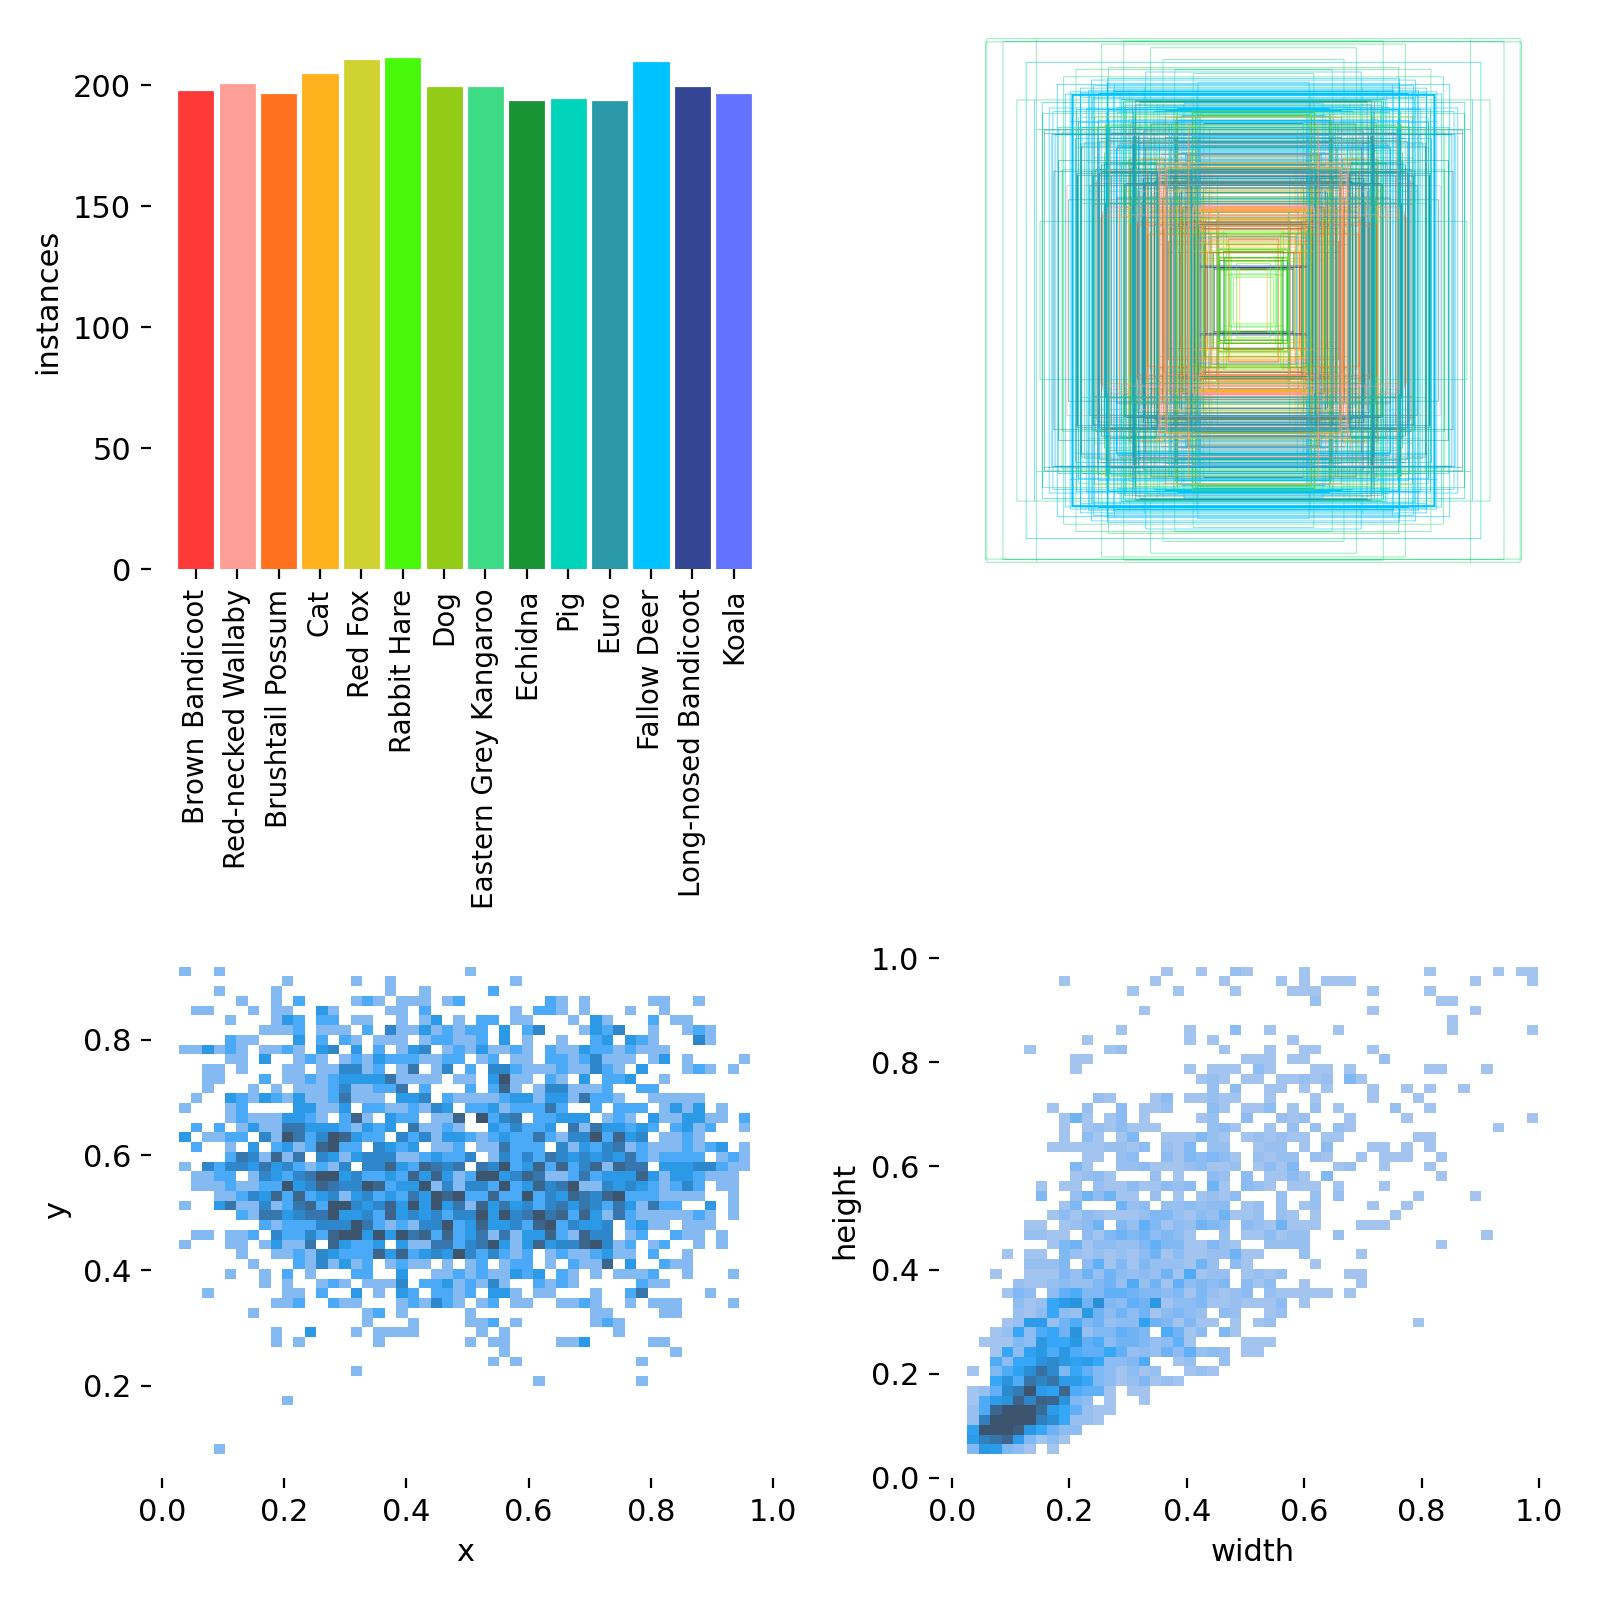 instances
200
150
100
50
0
Brown Bandicoot
Red-necked Wallaby
Brushtail Possum
Cat
Red Fox
Rabbit Hare
Dog
Eastern Grey Kangaroo
Echidna
Pig
Euro
Fallow Deer
Long-nosed Bandicoot
Koala
y
0.8
0.6
0.4
0.2
0.0 0.2 0.4 0.6 0.8 1.0
x
height
1.0
0.8
0.6
0.4
0.2
0.0
0.0 0.2 0.4 0.6 0.8 1.0
width